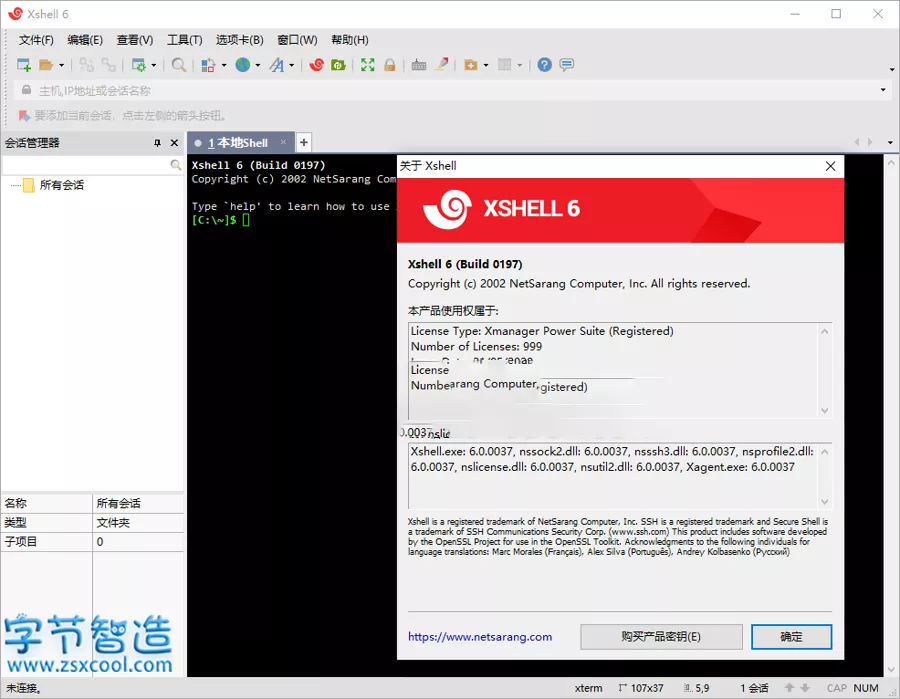 Xshell 6
文件(F) 编辑(E) 查看(V) 工具(T) 选项卡(B) 窗口(W) 帮助(H)
主机,IP地址或会话名称
要添加当前会话，点击左侧的箭头按钮。
会话管理器
所有会话
名称 所有会话
类型 文件夹
子项目 0
字节智造
www.zsxcool.com
1 本地Shell
Xshell 6 (Build 0197)
Copyright (c) 2002 NetSarang Com
Type `help' to learn how to use
[C:\~]$
关于 Xshell
XSHELL 6
Xshell 6 (Build 0197)
Copyright (c) 2002 NetSarang Computer, Inc. All rights reserved.
本产品使用权属于:
License Type: Xmanager Power Suite (Registered)
Number of Licenses: 999
License
Number
arang Computer,
gistered)
0.0037
Xshell.exe: 6.0.0037, nssock2.dll: 6.0.0037, nsssh3.dll: 6.0.0037, nsprofile2.dll:
6.0.0037, nslicense.dll: 6.0.0037, nsutil2.dll: 6.0.0037, Xagent.exe: 6.0.0037
Xshell is a registered trademark of NetSarang Computer, Inc. SSH is a registered trademark and Secure Shell is
a trademark of SSH Communications Security Corp. (www.ssh.com) This product includes software developed
by the OpenSSL Project for use in the OpenSSL Toolkit. Acknowledgments to the following individuals for
language translations: Marc Morales (Français), Alex Silva (Português), Andrey Kolbasenko (Русский)
https://www.netsarang.com
购买产品密钥(E)
确定
未连接。
xterm 107x37 5,9 1 会话 CAP NUM